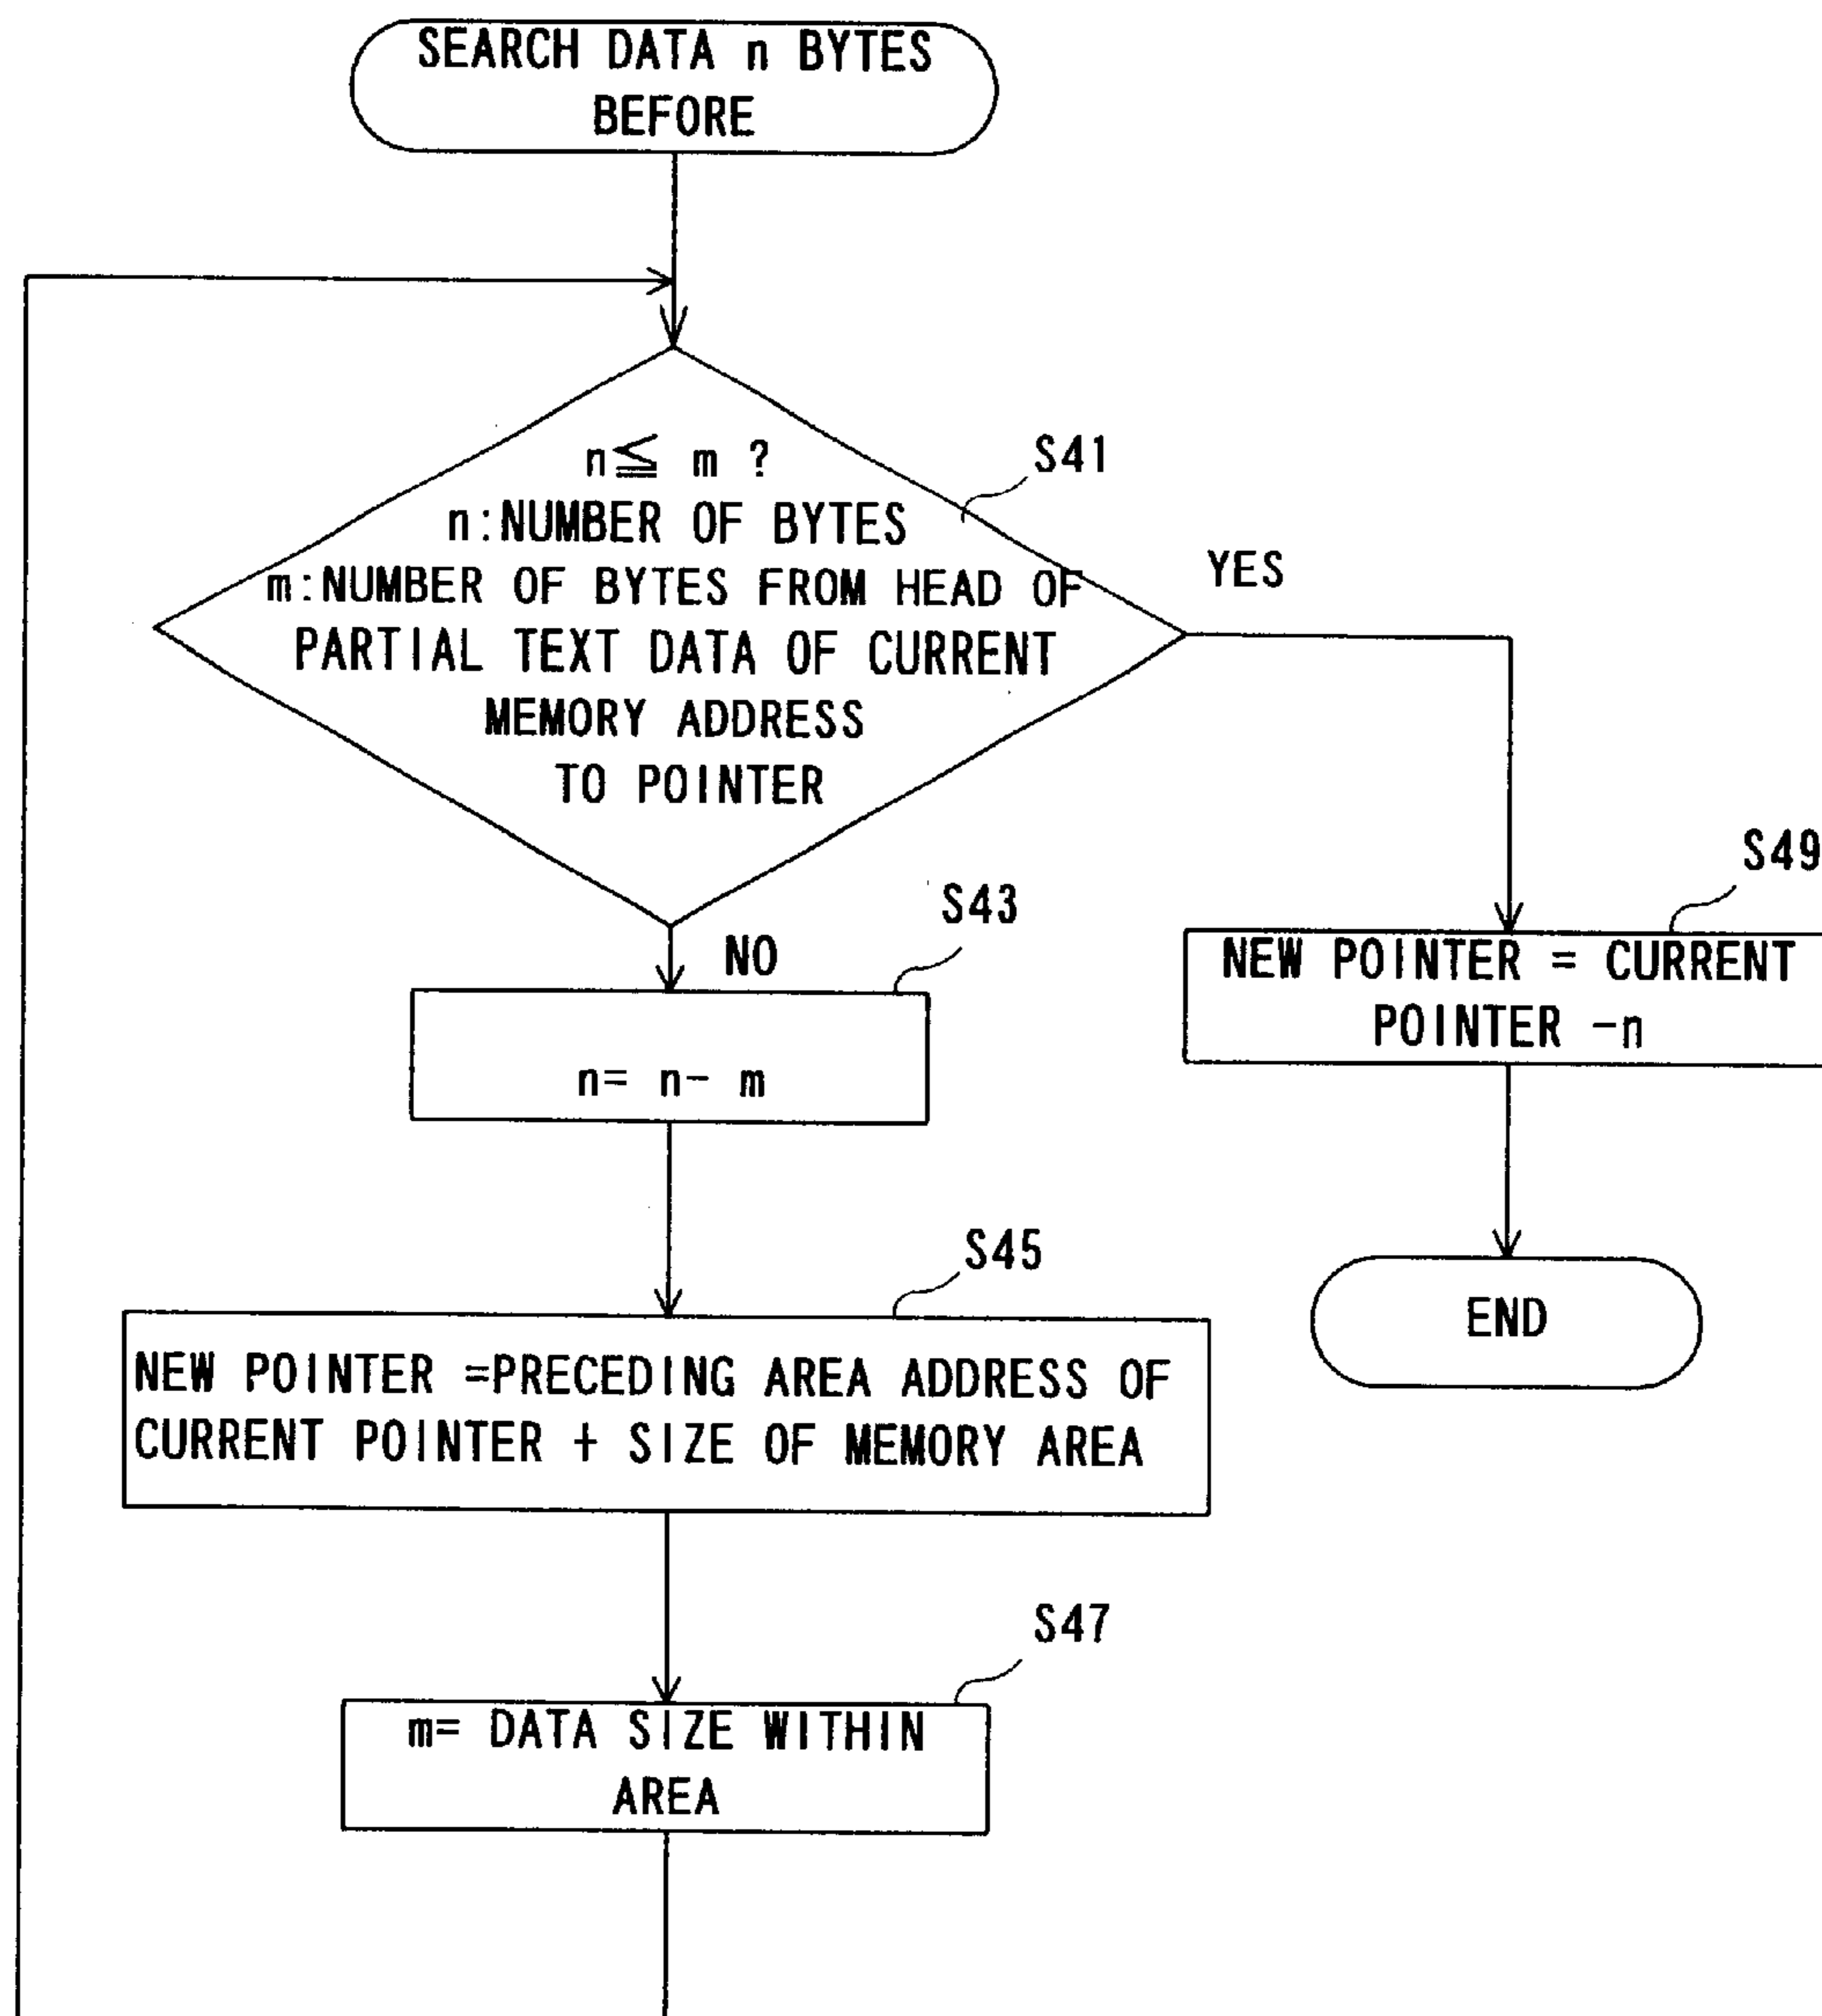 SEARCH DATA n BYTES
BEFORE
n≦ m ?
n:NUMBER OF BYTES
m:NUMBER OF BYTES FROM HEAD OF
PARTIAL TEXT DATA OF CURRENT
MEMORY ADDRESS
TO POINTER
S41
YES
NO
S43
n= n- m
S49
NEW POINTER = CURRENT
POINTER -n
END
S45
NEW POINTER =PRECEDING AREA ADDRESS OF
CURRENT POINTER + SIZE OF MEMORY AREA
S47
m= DATA SIZE WITHIN
AREA